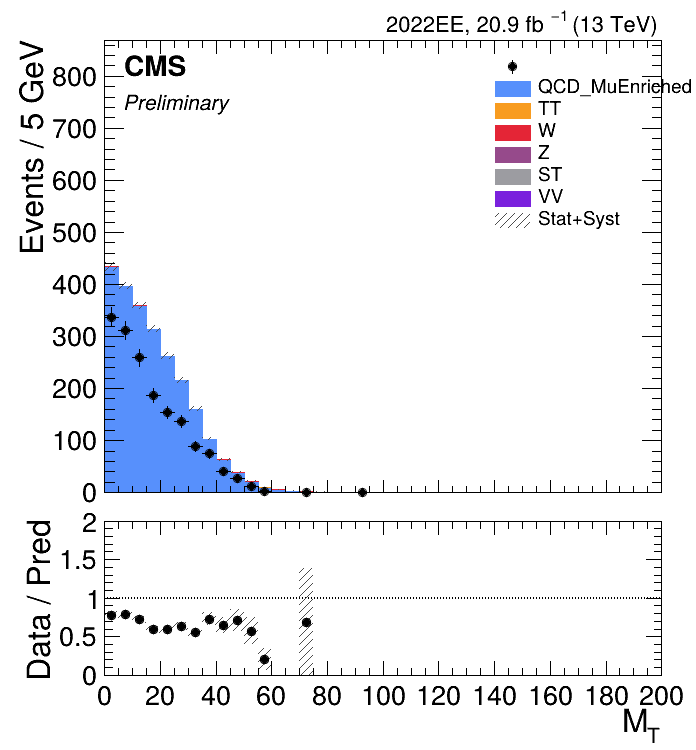 2022EE, 20.9 fb⁻¹ (13 TeV)
CMS
Preliminary
QCD_MuEnriched
TT
W
Z
ST
VV
Stat+Syst
Events / 5 GeV
800
700
600
500
400
300
200
100
0
Data / Pred
2
1.5
1
0.5
0
0 20 40 60 80 100 120 140 160 180 200
M_T